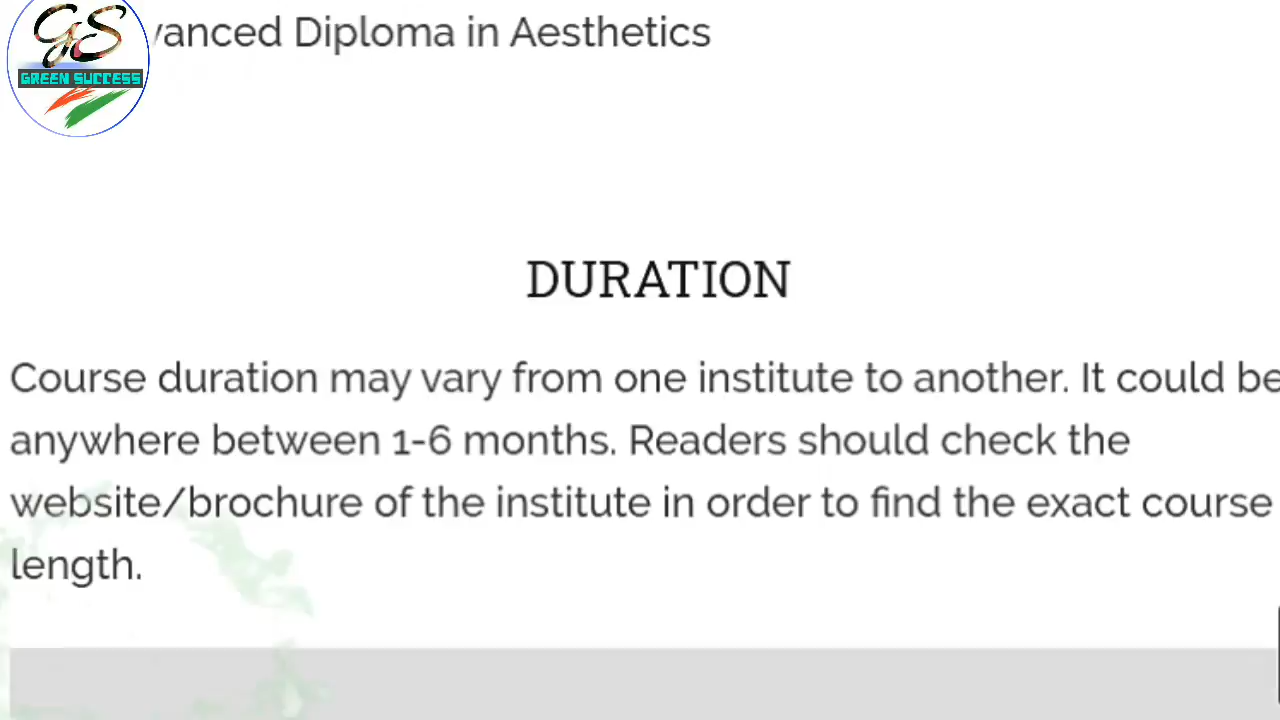 GS
GREEN SUCCESS
Diploma in Aesthetics
DURATION
Course duration may vary from one institute to another. It could be
anywhere between 1-6 months. Readers should check the
website/brochure of the institute in order to find the exact course
length.